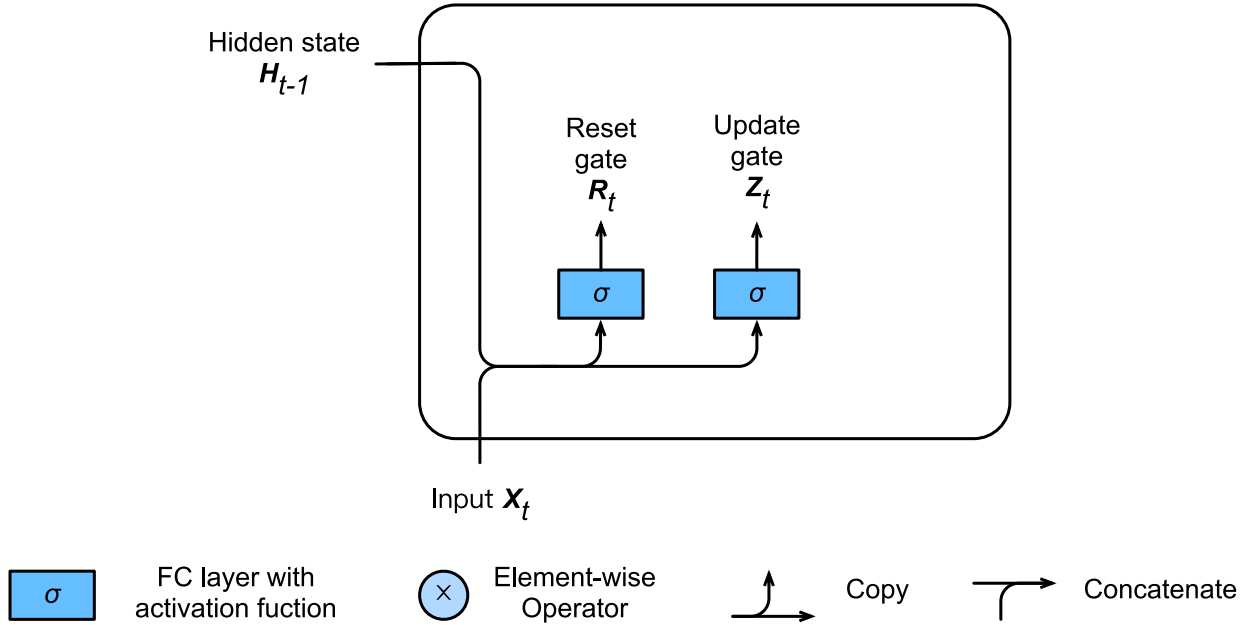 Hidden state
H_{t-1}
Reset
gate
R_t
Update
gate
Z_t
σ
σ
Input X_t
σ
FC layer with
activation fuction
×
Element-wise
Operator
Copy
Concatenate